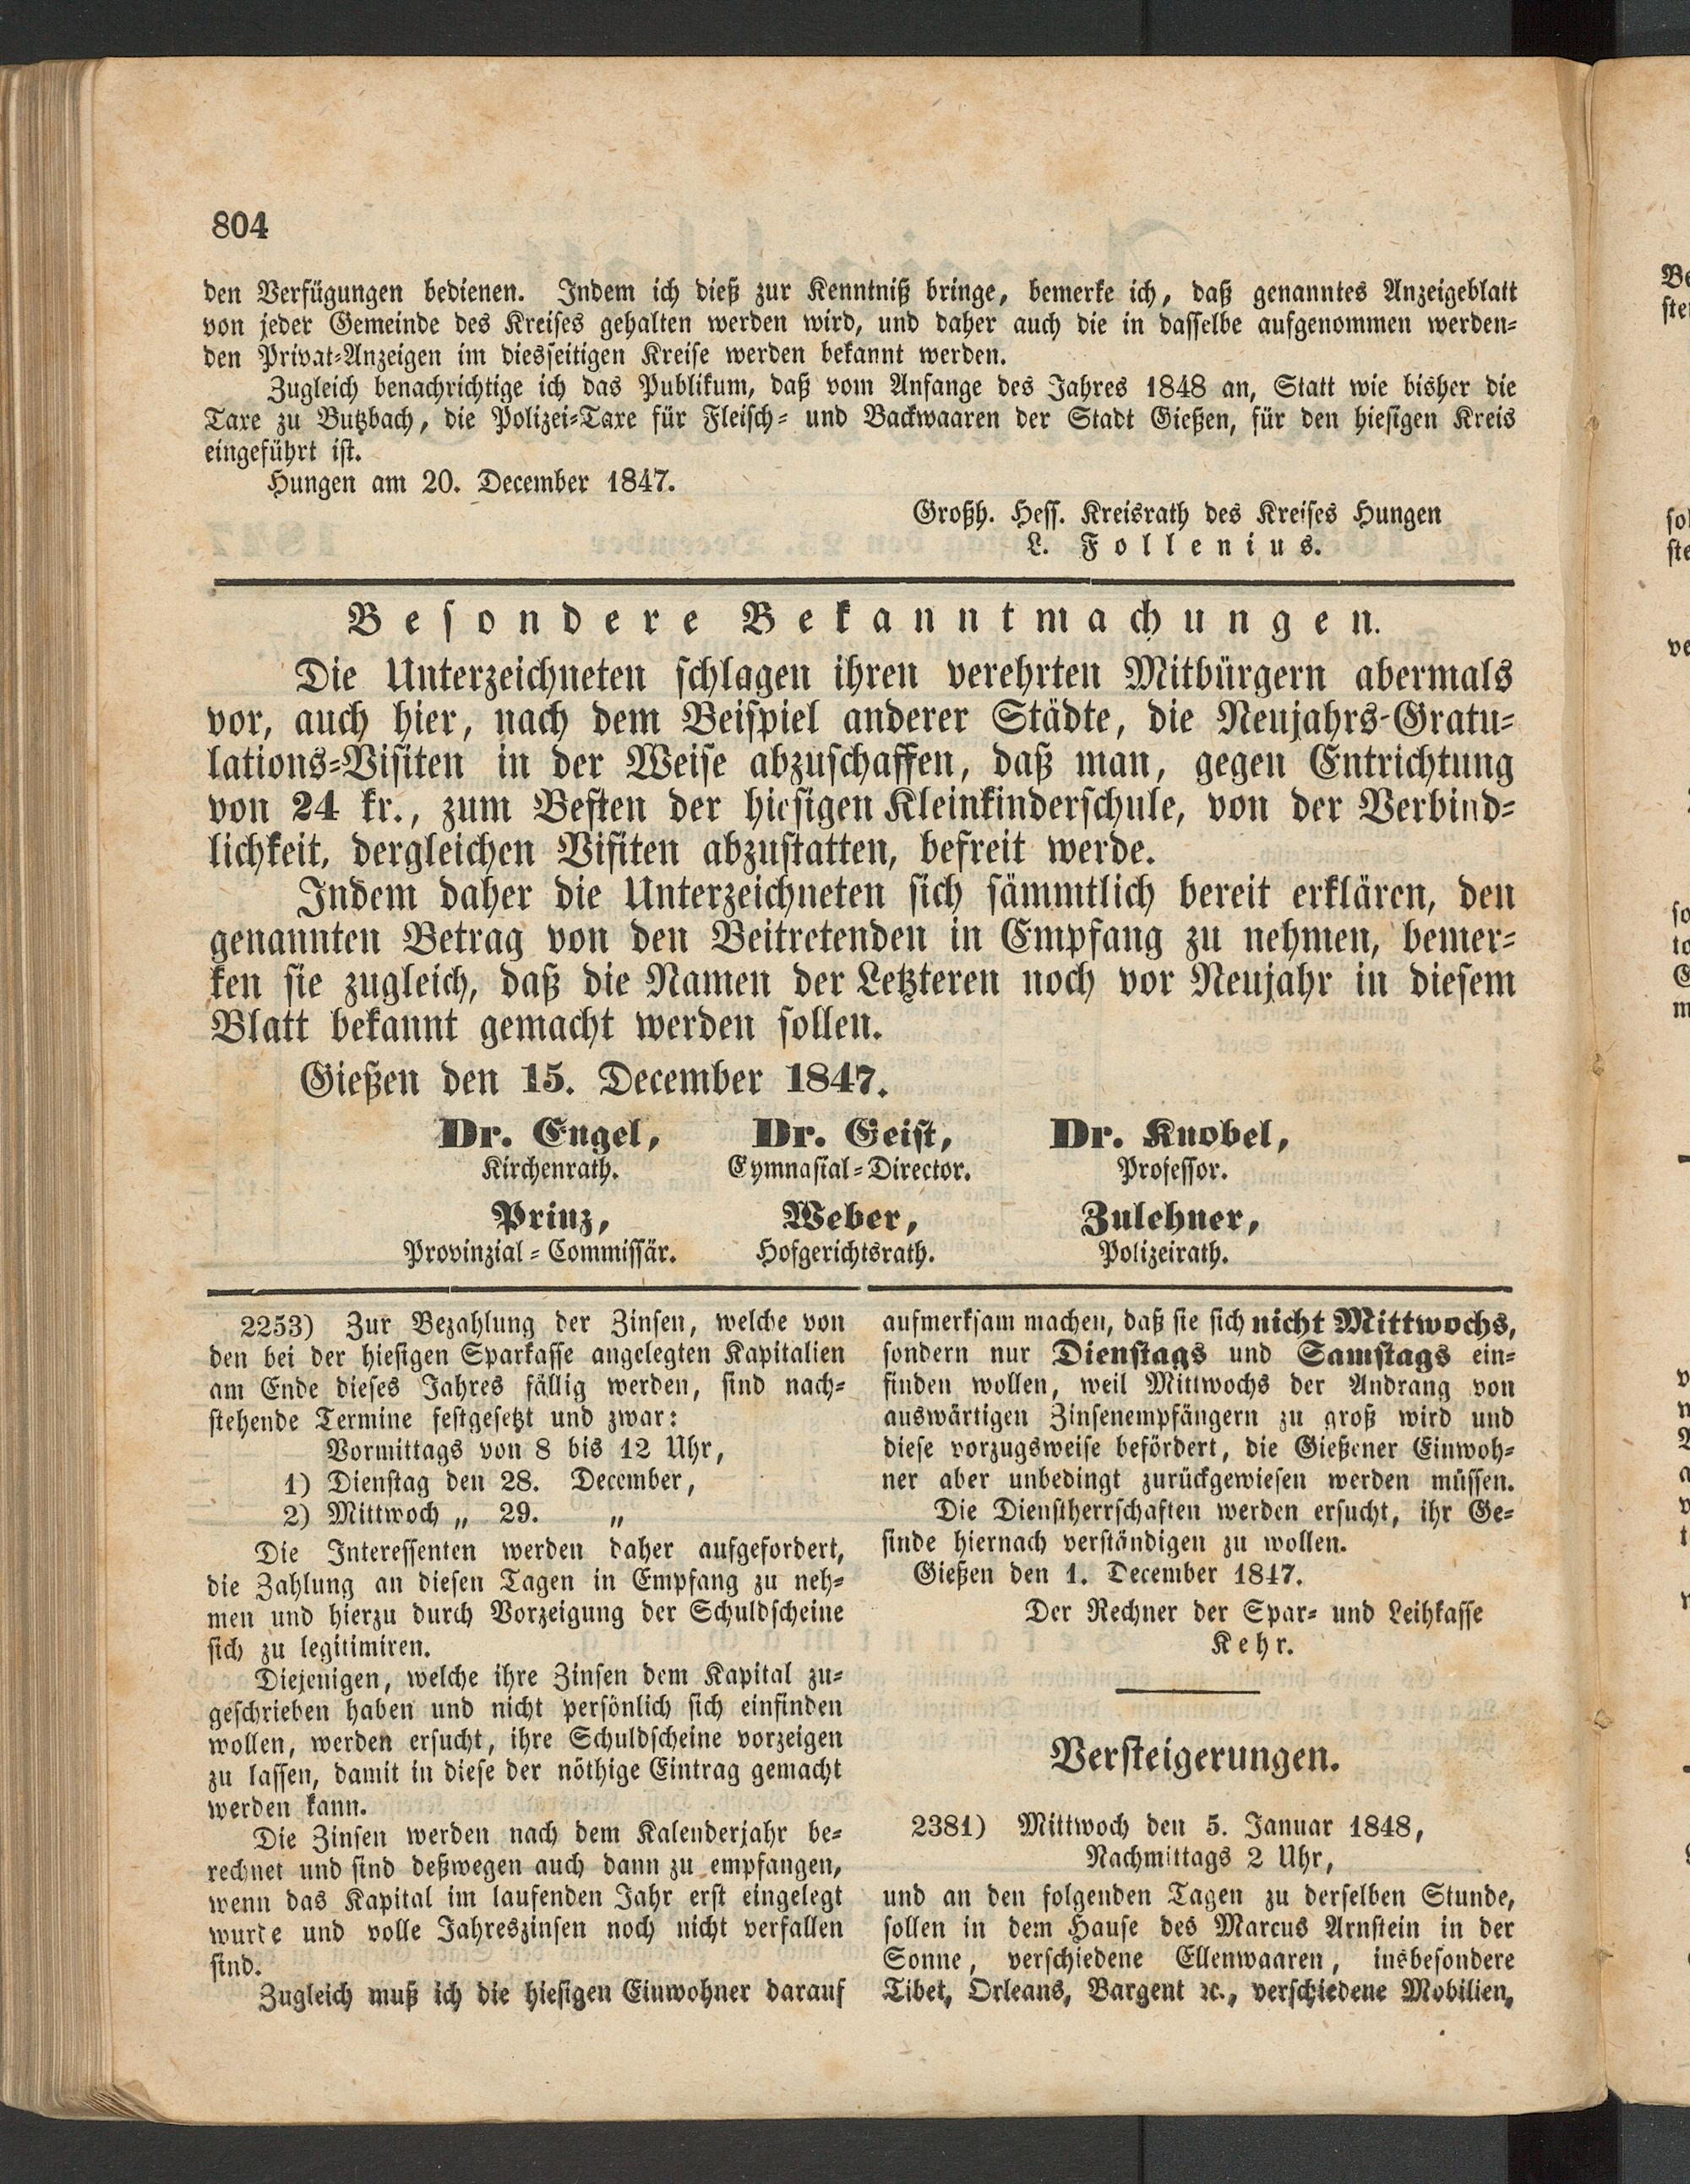 804
den Verfügungen bedienen. Indem ich dieß zur Kenntniß bringe, bemerke ich, daß genanntes Anzeigeblatt
von jeder Gemeinde des Kreises gehalten werden wird, und daher auch die in dasselbe aufgenommen werden-
den Privat-Anzeigen im diesseitigen Kreise werden bekannt werden.
Zugleich benachrichtige ich das Publikum, daß vom Anfange des Jahres 1848 an, Statt wie bisher die
Taxe zu Butzbach, die Polizei-Taxe für Fleisch- und Backwaaren der Stadt Gießen, für den hiesigen Kreis
eingeführt ist.
Hungen am 20. December 1847.
Großh. Hess. Kreisrath des Kreises Hungen
L. Follenius.
Besondere Bekanntmachungen.
Die Unterzeichneten schlagen ihren verehrten Mitbürgern abermals
vor, auch hier, nach dem Beispiel anderer Städte, die Neujahrs-Gratu-
lations-Visiten in der Weise abzuschaffen, daß man, gegen Entrichtung
von 24 kr., zum Besten der hiesigen Kleinkinderschule, von der Verbind-
lichkeit, dergleichen Visiten abzustatten, befreit werde.
Indem daher die Unterzeichneten sich sämmtlich bereit erklären, den
genannten Betrag von den Beitretenden in Empfang zu nehmen, bemer-
ken sie zugleich, daß die Namen der Letzteren noch vor Neujahr in diesem
Blatt bekannt gemacht werden sollen.
Gießen den 15. December 1847.
Dr. Engel, Dr. Geist, Dr. Knobel,
Kirchenrath. Gymnasial-Director. Professor.
Prinz, Weber, Zulehner,
Provinzial-Commissär. Hofgerichtsrath. Polizeirath.
2253) Zur Bezahlung der Zinsen, welche von
den bei der hiesigen Sparkasse angelegten Kapitalien
am Ende dieses Jahres fällig werden, sind nach-
stehende Termine festgesetzt und zwar:
Vormittags von 8 bis 12 Uhr,
1) Dienstag den 28. December,
2) Mittwoch „ 29. „
Die Interessenten werden daher aufgefordert,
die Zahlung an diesen Tagen in Empfang zu neh-
men und hierzu durch Vorzeigung der Schuldscheine
sich zu legitimiren.
Diejenigen, welche ihre Zinsen dem Kapital zu-
geschrieben haben und nicht persönlich sich einfinden
wollen, werden ersucht, ihre Schuldscheine vorzeigen
zu lassen, damit in diese der nöthige Eintrag gemacht
werden kann.
Die Zinsen werden nach dem Kalenderjahr be-
rechnet und sind deßwegen auch dann zu empfangen,
wenn das Kapital im laufenden Jahr erst eingelegt
wurde und volle Jahreszinsen noch nicht verfallen
sind.
Zugleich muß ich die hiesigen Einwohner darauf
aufmerksam machen, daß sie sich nicht Mittwochs,
sondern nur Dienstags und Samstags ein-
finden wollen, weil Mittwochs der Andrang von
auswärtigen Zinsenempfängern zu groß wird und
diese vorzugsweise befördert, die Gießener Einwoh-
ner aber unbedingt zurückgewiesen werden müssen.
Die Dienstherrschaften werden ersucht, ihr Ge-
sinde hiernach verständigen zu wollen.
Gießen den 1. December 1847.
Der Rechner der Spar- und Leihkasse
Kehr.
Versteigerungen.
2381) Mittwoch den 5. Januar 1848,
Nachmittags 2 Uhr,
und an den folgenden Tagen zu derselben Stunde,
sollen in dem Hause des Marcus Arnstein in der
Sonne, verschiedene Ellenwaaren, insbesondere
Tibet, Orleans, Bargent ꝛc., verschiedene Mobilien,